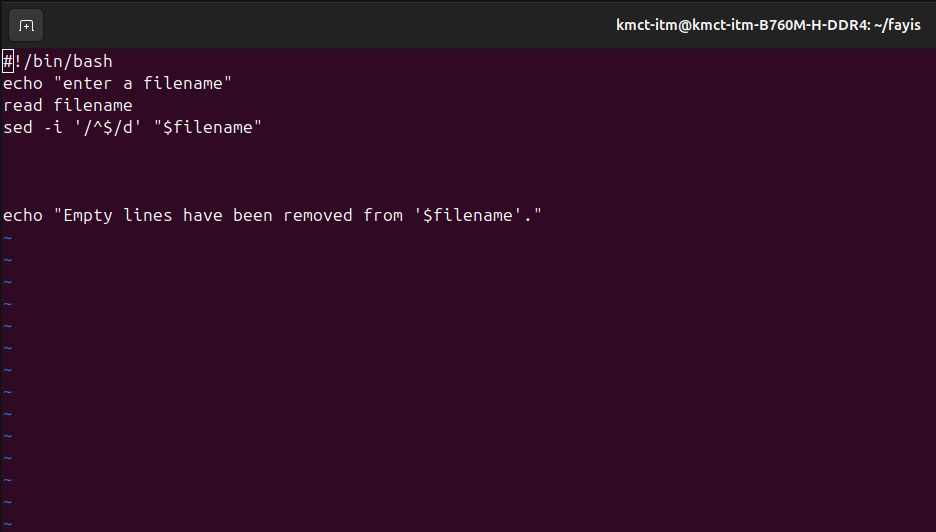 kmct-itm@kmct-itm-B760M-H-DDR4: ~/fayis
#!/bin/bash
echo "enter a filename"
read filename
sed -i '/^$/d' "$filename"
echo "Empty lines have been removed from '$filename'."
~
~
~
~
~
~
~
~
~
~
~
~
~
~